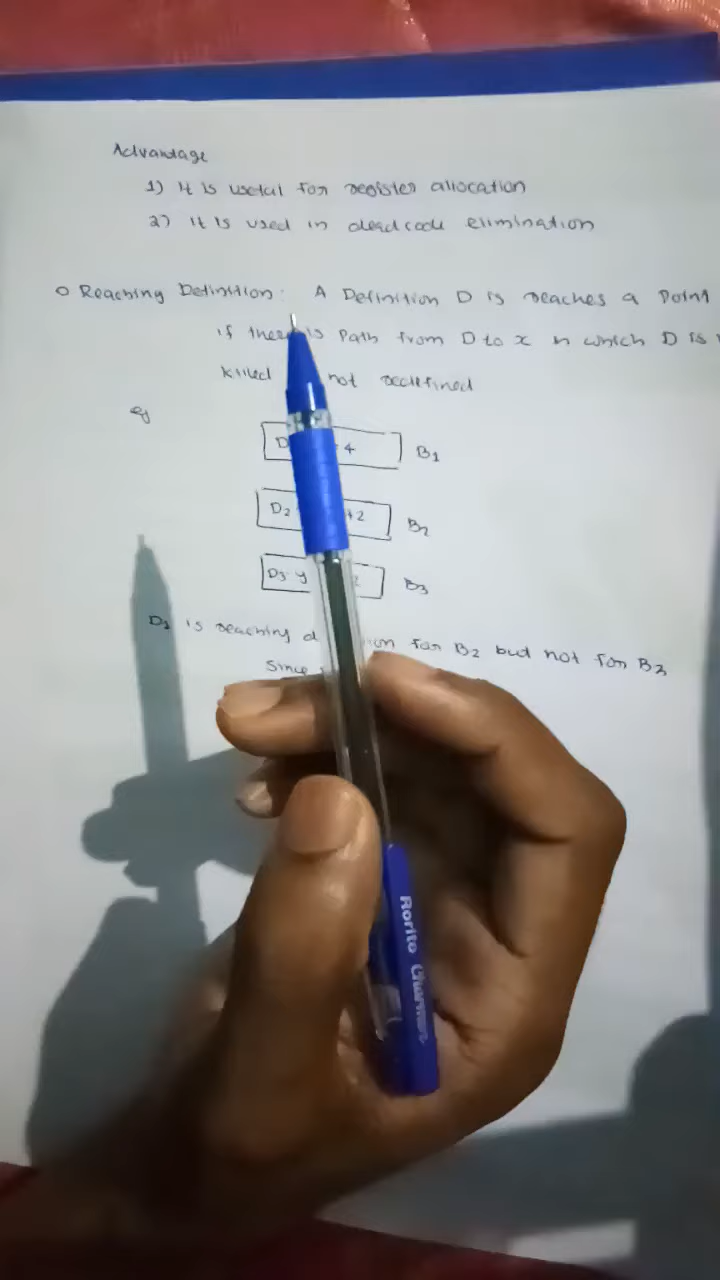 Advantage
1) It is useful for register allocation
2) It is used in deadcode elimination
O Reaching Definition: A Definition D is reaches a Point
if there is Path from D to x in which D is
killed not redefined
eg
4 B1
D2 +2 B2
D3 y 2 B3
is reaching for B2 but not for B3
Since
Rorito